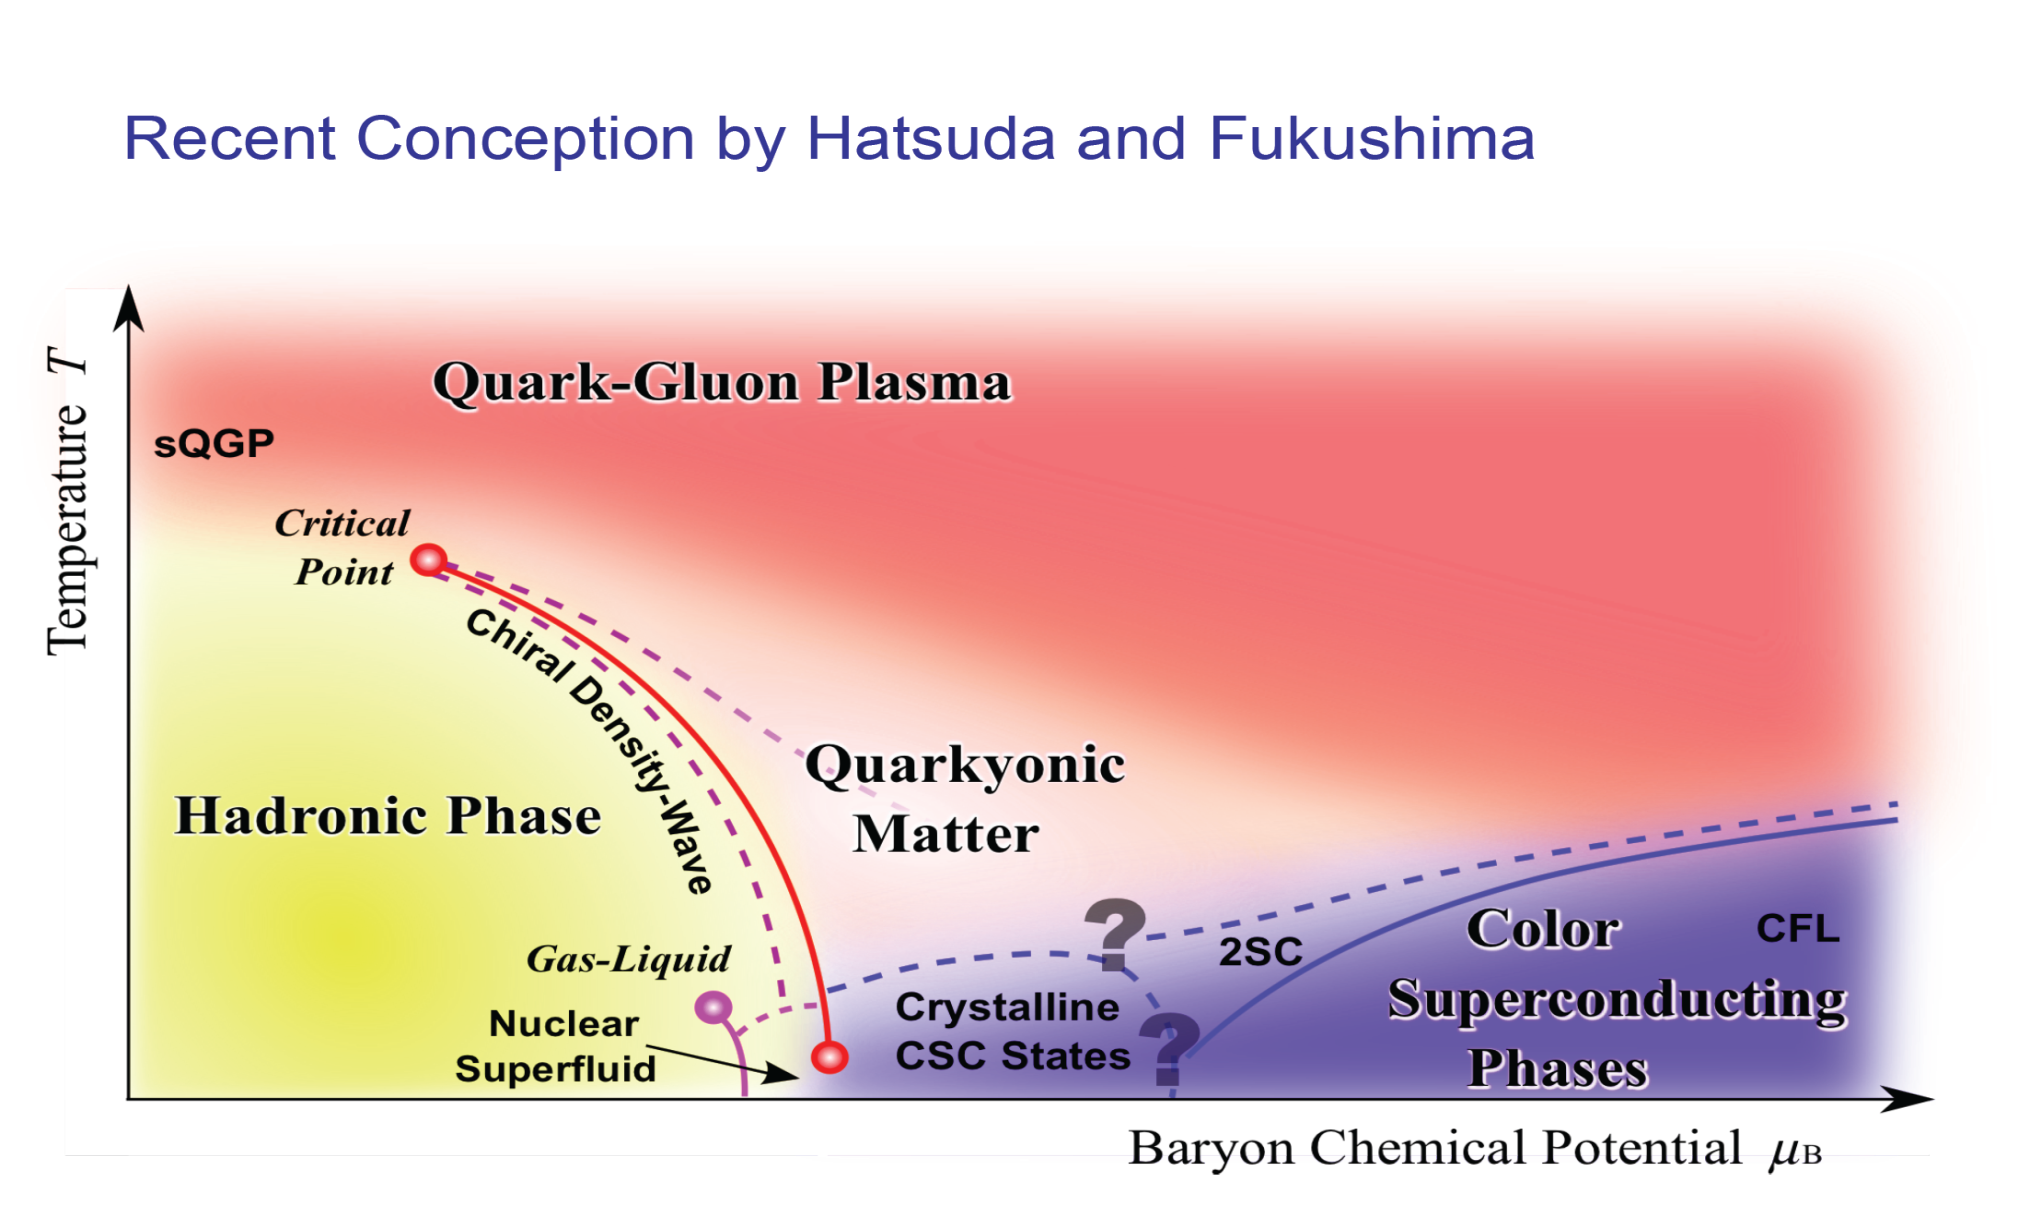 Recent Conception by Hatsuda and Fukushima
Temperature T
Quark-Gluon Plasma
sQGP
Critical
Point
Chiral Density-Wave
Quarkyonic
Matter
Hadronic Phase
?
Gas-Liquid
Nuclear
Superfluid
Crystalline
CSC States
?
2SC
Color
Superconducting
Phases
CFL
Baryon Chemical Potential μB